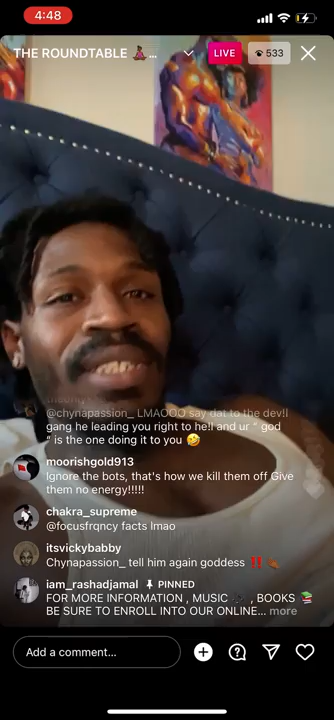 4:48
THE ROUNDTABLE 🧘🏾‍♀️...
LIVE
533
@chynapassion_ LMAOOO say dat to the dev!l
gang he leading you right to he!l and ur “ god
“ is the one doing it to you 🤣
moorishgold913
Ignore the bots, that's how we kill them off Give
them no energy!!!!!
chakra_supreme
@focusfrqncy facts lmao
itsvickybabby
Chynapassion_ tell him again goddess ‼️
iam_rashadjamal PINNED
FOR MORE INFORMATION , MUSIC , BOOKS 📚
BE SURE TO ENROLL INTO OUR ONLINE... more
Add a comment...